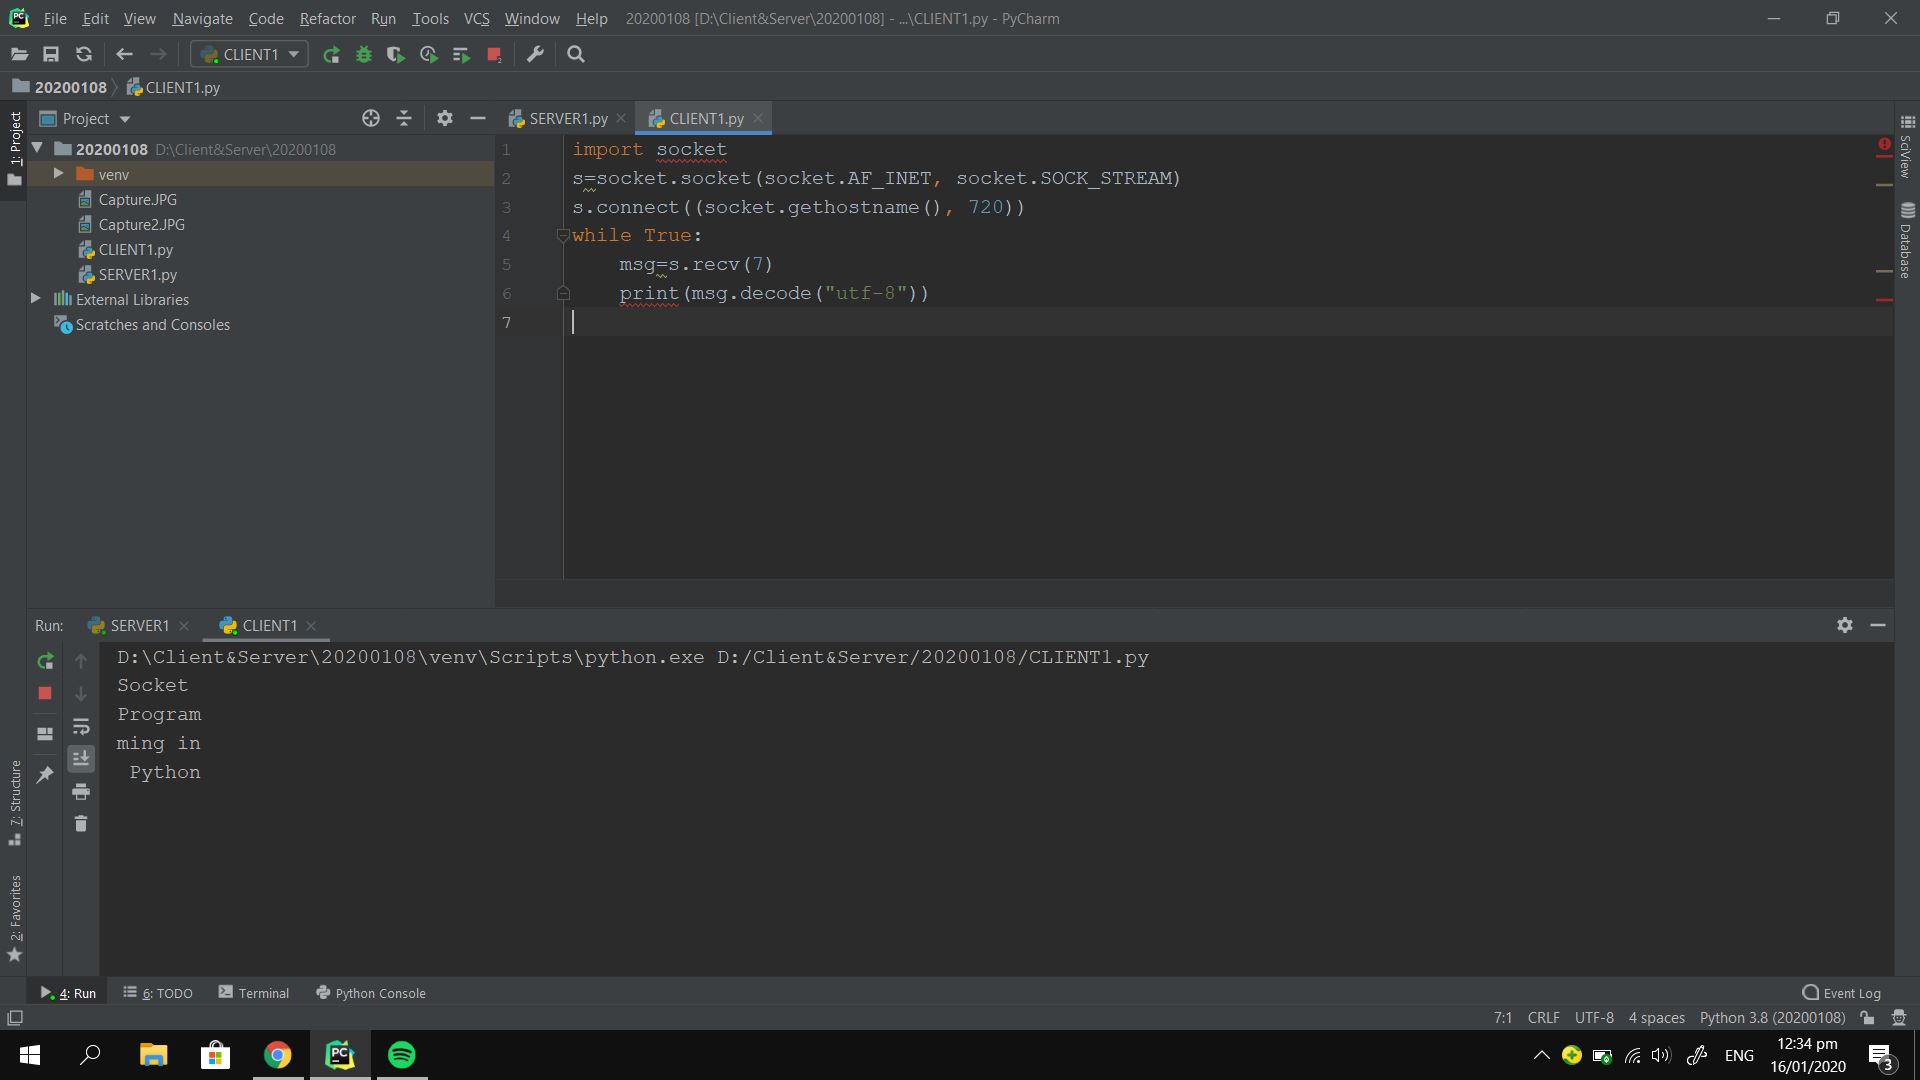 File Edit View Navigate Code Refactor Run Tools VCS Window Help 20200108 [D:\Client&Server\20200108] - ...\CLIENT1.py - PyCharm
CLIENT1
20200108 CLIENT1.py
Project
SERVER1.py
CLIENT1.py
1: Project
20200108 D:\Client&Server\20200108
venv
Capture.JPG
Capture2.JPG
CLIENT1.py
SERVER1.py
External Libraries
Scratches and Consoles
1 import socket
2 s=socket.socket(socket.AF_INET, socket.SOCK_STREAM)
3 s.connect((socket.gethostname(), 720))
4 while True:
5 msg=s.recv(7)
6 print(msg.decode("utf-8"))
7
SciView
Database
Run: SERVER1 CLIENT1
D:\Client&Server\20200108\venv\Scripts\python.exe D:/Client&Server/20200108/CLIENT1.py
Socket
Program
ming in
 Python
7: Structure
2: Favorites
4: Run 6: TODO Terminal Python Console Event Log
7:1 CRLF UTF-8 4 spaces Python 3.8 (20200108)
PC
ENG
12:34 pm
16/01/2020
3